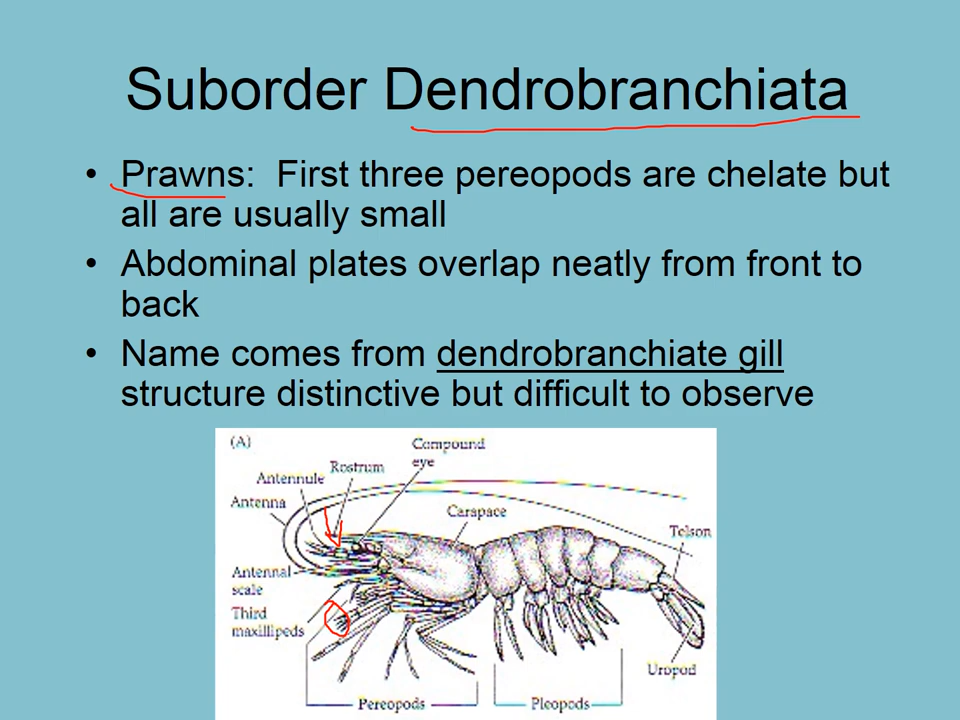 Suborder Dendrobranchiata
• Prawns: First three pereopods are chelate but
all are usually small
• Abdominal plates overlap neatly from front to
back
• Name comes from dendrobranchiate gill
structure distinctive but difficult to observe
(A)
Compound
eye
Rostrum
Antennule
Antenna
Carapace
Telson
Antennal
scale
Third
maxillipeds
Uropod
Pereopods
Pleopods